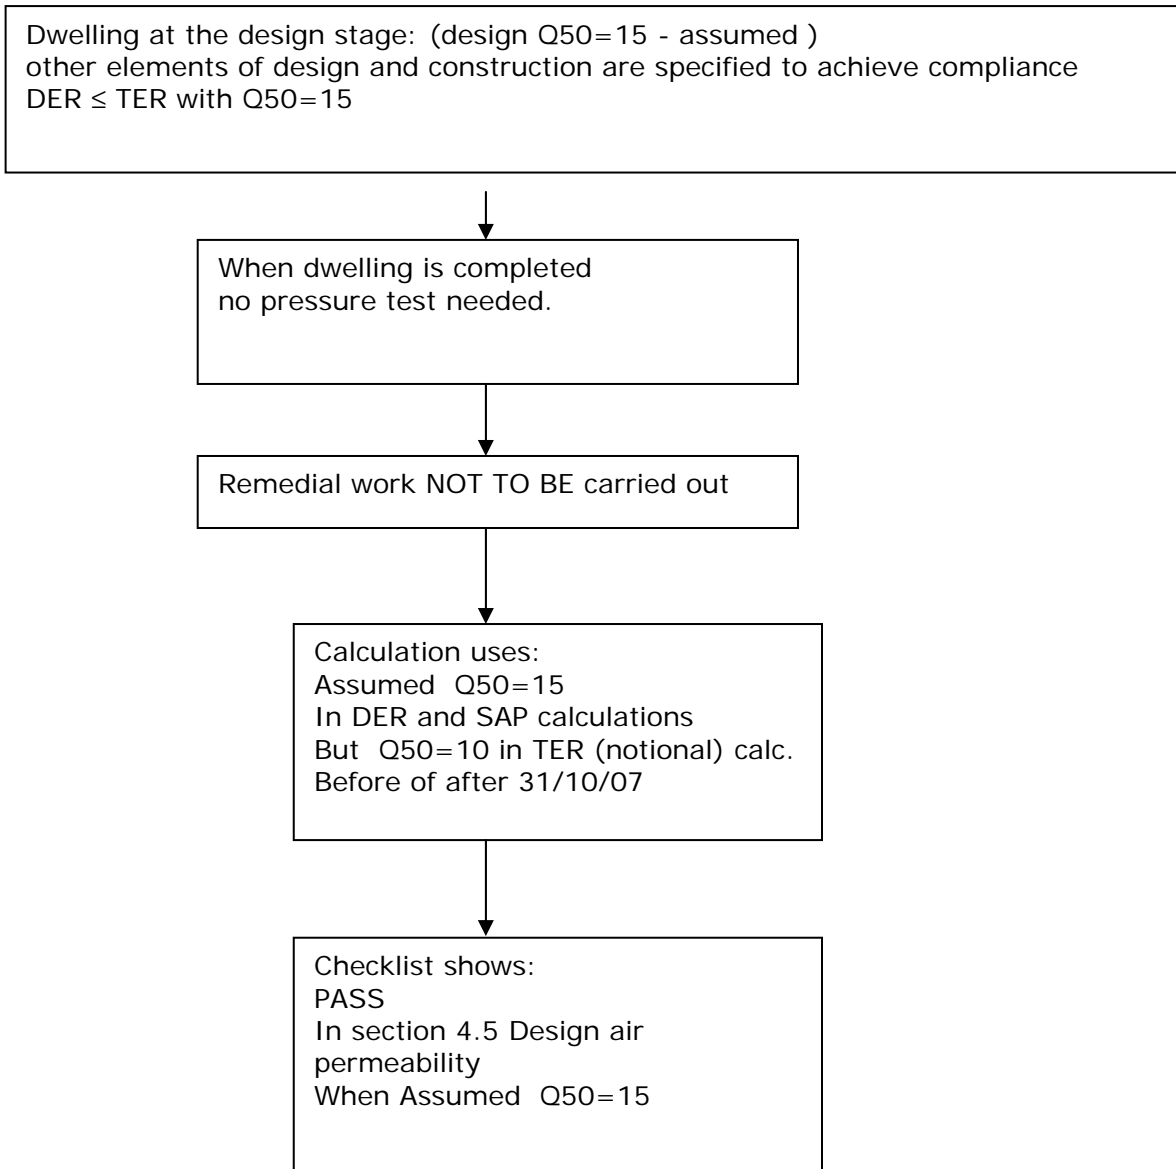 Dwelling at the design stage: (design Q50=15 - assumed )
other elements of design and construction are specified to achieve compliance
DER ≤ TER with Q50=15
When dwelling is completed
no pressure test needed.
Remedial work NOT TO BE carried out
Calculation uses:
Assumed Q50=15
In DER and SAP calculations
But Q50=10 in TER (notional) calc.
Before of after 31/10/07
Checklist shows:
PASS
In section 4.5 Design air
permeability
When Assumed Q50=15